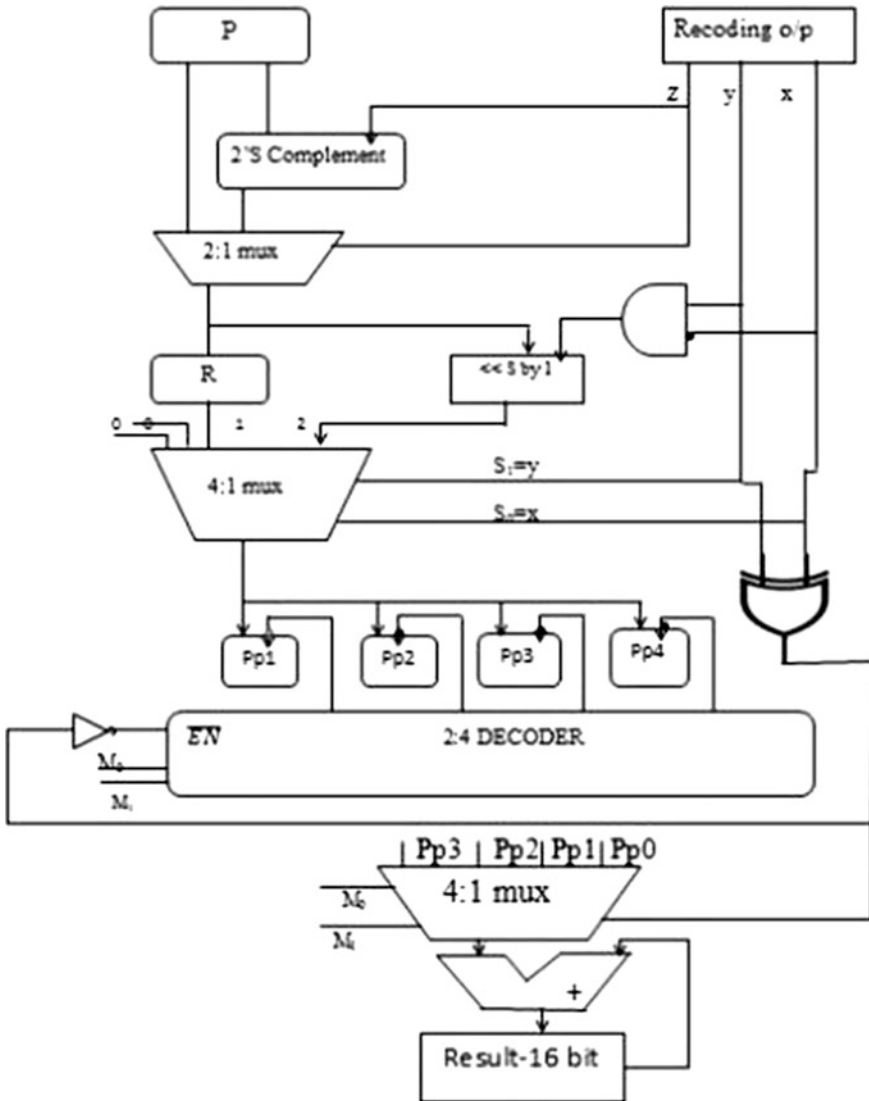 P
Recoding o/p
z y x
2'S Complement
2:1 mux
R
<< S by 1
0 0 1 2
4:1 mux
S₁=y
S₀=x
Pp1 Pp2 Pp3 Pp4
EN
2:4 DECODER
M₀
M₁
Pp3 Pp2 Pp1 Pp0
4:1 mux
M₀
M₁
+
Result-16 bit